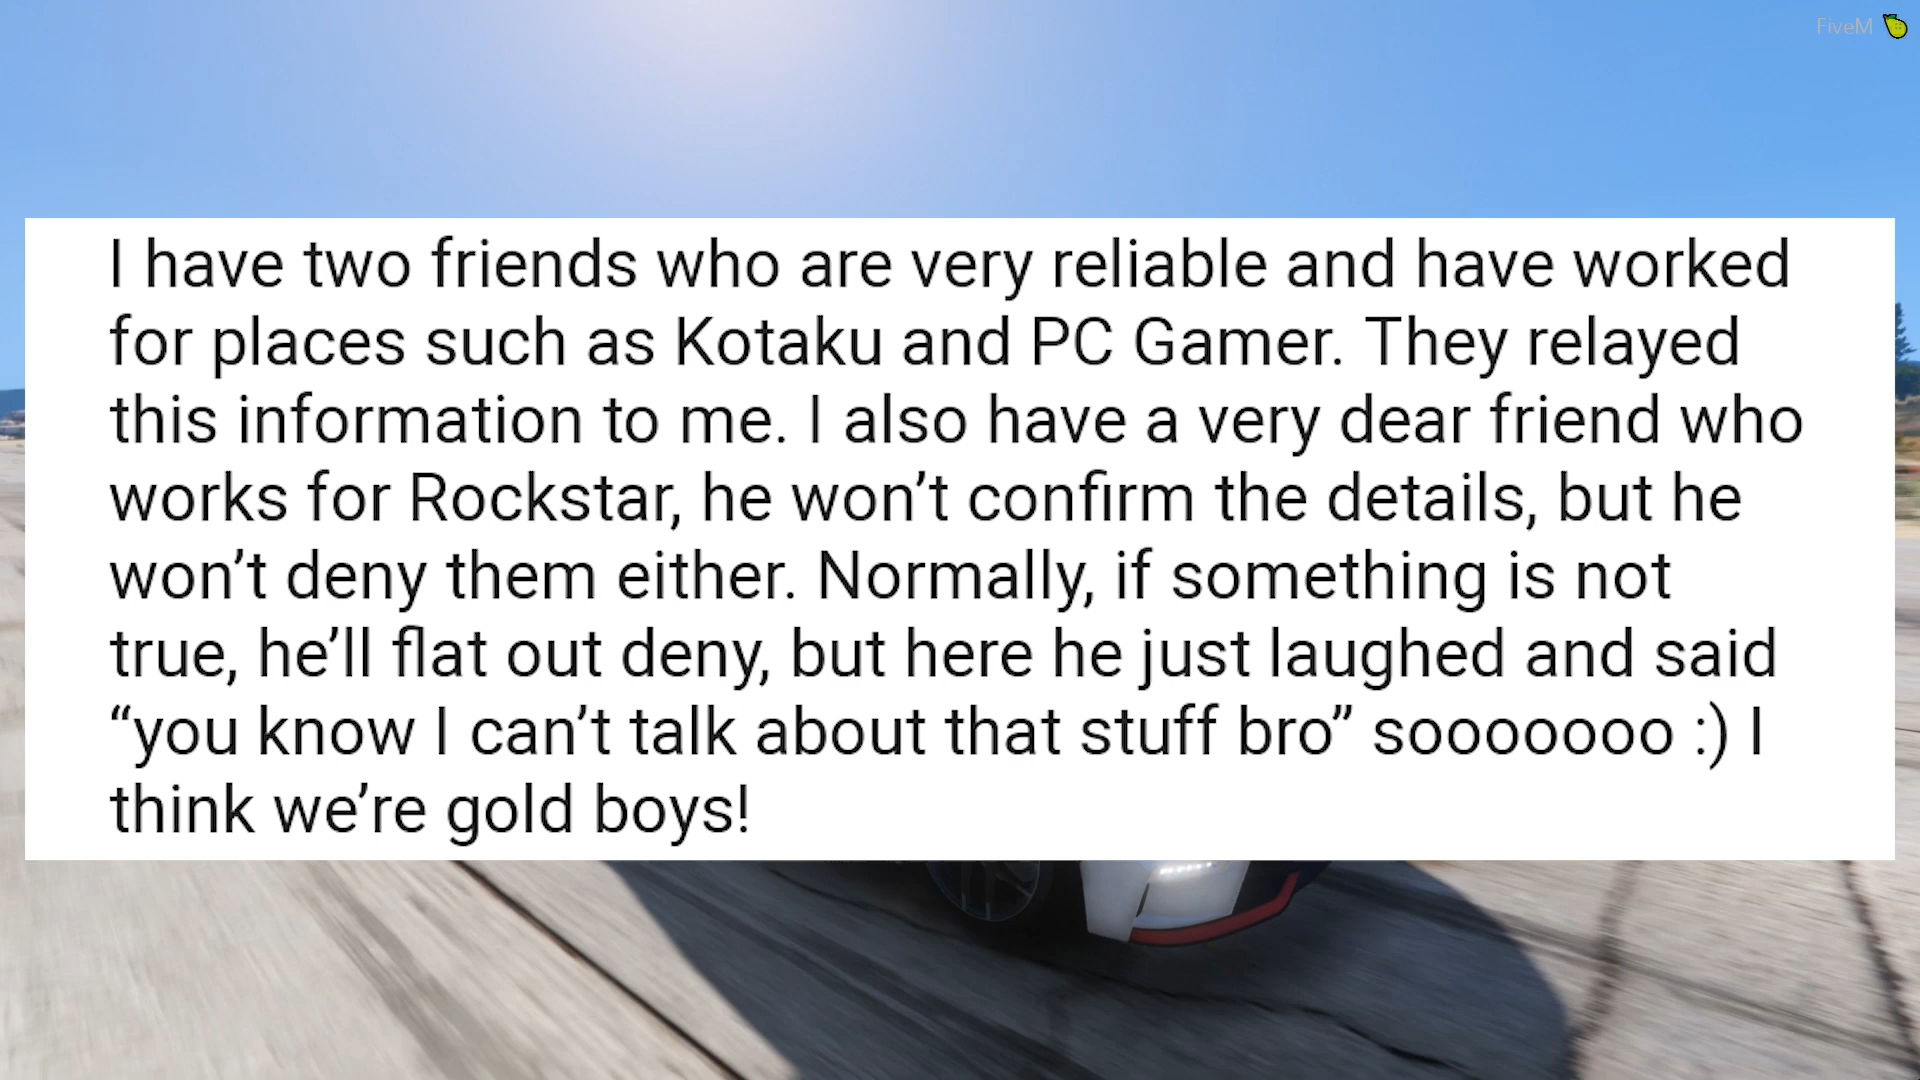 FiveM
I have two friends who are very reliable and have worked
for places such as Kotaku and PC Gamer. They relayed
this information to me. I also have a very dear friend who
works for Rockstar, he won’t confirm the details, but he
won’t deny them either. Normally, if something is not
true, he’ll flat out deny, but here he just laughed and said
“you know I can’t talk about that stuff bro” sooooooo :) I
think we’re gold boys!